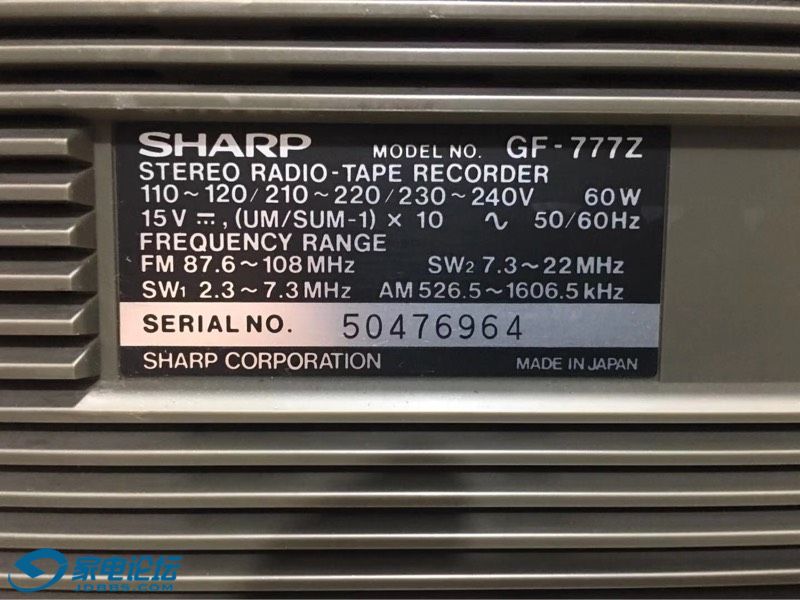 SHARP MODEL NO. GF-777Z
STEREO RADIO-TAPE RECORDER
110~120/210~220/230~240V 60W
15V ⎓, (UM/SUM-1) × 10 ∿ 50/60Hz
FREQUENCY RANGE
FM 87.6~108MHz SW2 7.3~22MHz
SW1 2.3~7.3MHz AM 526.5~1606.5kHz
SERIAL NO. 50476964
SHARP CORPORATION MADE IN JAPAN
家电论坛
JDBBS.COM